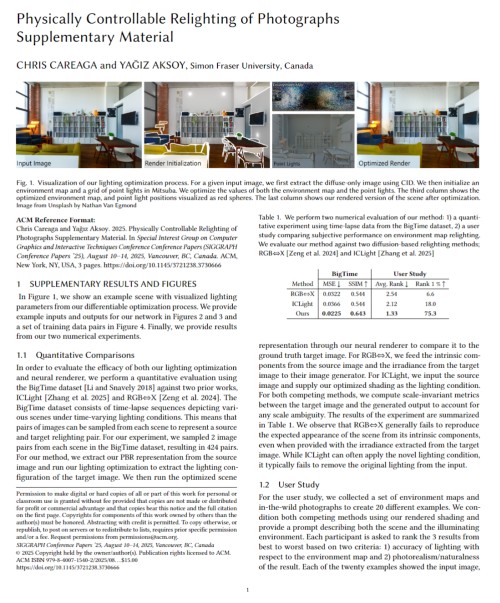 Physically Controllable Relighting of Photographs
Supplementary Material
CHRIS CAREAGA and YAĞIZ AKSOY, Simon Fraser University, Canada
Input Image
Render Initialization
Environment Map
Point Lights
Optimized Render
Fig. 1. Visualization of our lighting optimization process. For a given input image, we first extract the diffuse-only image using CID. We then initialize an
environment map and a grid of point lights in Mitsuba. We optimize the values of both the environment map and the point lights. The third column shows the
optimized environment map, and point light positions visualized as red spheres. The last column shows our rendered version of the scene after optimization.
Image from Unsplash by Nathan Van Egmond
ACM Reference Format:
Chris Careaga and Yağız Aksoy. 2025. Physically Controllable Relighting of
Photographs Supplementary Material. In Special Interest Group on Computer
Graphics and Interactive Techniques Conference Conference Papers (SIGGRAPH
Conference Papers '25), August 10–14, 2025, Vancouver, BC, Canada. ACM,
New York, NY, USA, 3 pages. https://doi.org/10.1145/3721238.3730666
1 SUPPLEMENTARY RESULTS AND FIGURES
In Figure 1, we show an example scene with visualized lighting
parameters from our differentiable optimization process. We provide
example inputs and outputs for our network in Figures 2 and 3 and
a set of training data pairs in Figure 4. Finally, we provide results
from our two numerical experiments.
1.1 Quantitative Comparisons
In order to evaluate the efficacy of both our lighting optimization
and neural renderer, we perform a quantitative evaluation using
the BigTime dataset [Li and Snavely 2018] against two prior works,
ICLight [Zhang et al. 2025] and RGB⇔X [Zeng et al. 2024]. The
BigTime dataset consists of time-lapse sequences depicting vari-
ous scenes under time-varying lighting conditions. This means that
pairs of images can be sampled from each scene to represent a source
and target relighting pair. For our experiment, we sampled 2 image
pairs from each scene in the BigTime dataset, resulting in 424 pairs.
For our method, we extract our PBR representation from the source
image and run our lighting optimization to extract the lighting con-
figuration of the target image. We then run the optimized scene
Permission to make digital or hard copies of all or part of this work for personal or
classroom use is granted without fee provided that copies are not made or distributed
for profit or commercial advantage and that copies bear this notice and the full citation
on the first page. Copyrights for components of this work owned by others than the
author(s) must be honored. Abstracting with credit is permitted. To copy otherwise, or
republish, to post on servers or to redistribute to lists, requires prior specific permission
and/or a fee. Request permissions from permissions@acm.org.
SIGGRAPH Conference Papers '25, August 10–14, 2025, Vancouver, BC, Canada
© 2025 Copyright held by the owner/author(s). Publication rights licensed to ACM.
ACM ISBN 979-8-4007-1540-2/2025/08...$15.00
https://doi.org/10.1145/3721238.3730666
Table 1. We perform two numerical evaluation of our method: 1) a quanti-
tative experiment using time lapse data from the BigTime dataset, 2) a user
study comparing subjective performance on environment map relighting.
We evaluate our method against two diffusion-based relighting methods;
RGB⇔X [Zeng et al. 2024] and ICLight [Zhang et al. 2025]
BigTime User Study
Method MSE ↓ SSIM ↑ Avg. Rank ↓ Rank 1 % ↑
RGB⇔X 0.0322 0.544 2.54 6.6
ICLight 0.0366 0.544 2.12 18.0
Ours 0.0225 0.643 1.33 75.3
representation through our neural renderer to compare it to the
ground truth target image. For RGB⇔X, we feed the intrinsic com-
ponents from the source image and the irradiance from the target
image to their image generator. For ICLight, we input the source
image and supply our optimized shading as the lighting condition.
For both competing methods, we compute scale-invariant metrics
between the target image and the generated output to account for
any scale ambiguity. The results of the experiment are summarized
in Table 1. We observe that RGB⇔X generally fails to reproduce
the expected appearance of the scene from its intrinsic components,
even when provided with the irradiance extracted from the target
image. While ICLight can often apply the novel lighting condition,
it typically fails to remove the original lighting from the input.
1.2 User Study
For the user study, we collected a set of environment maps and
in-the-wild photographs to create 20 different examples. We con-
dition both competing methods using our rendered shading and
provide a prompt describing both the scene and the illuminating
environment. Each participant is asked to rank the 3 results from
best to worst based on two criteria: 1) accuracy of lighting with
respect to the environment map and 2) photorealism/naturalness
of the result. Each of the twenty examples showed the input image,
1